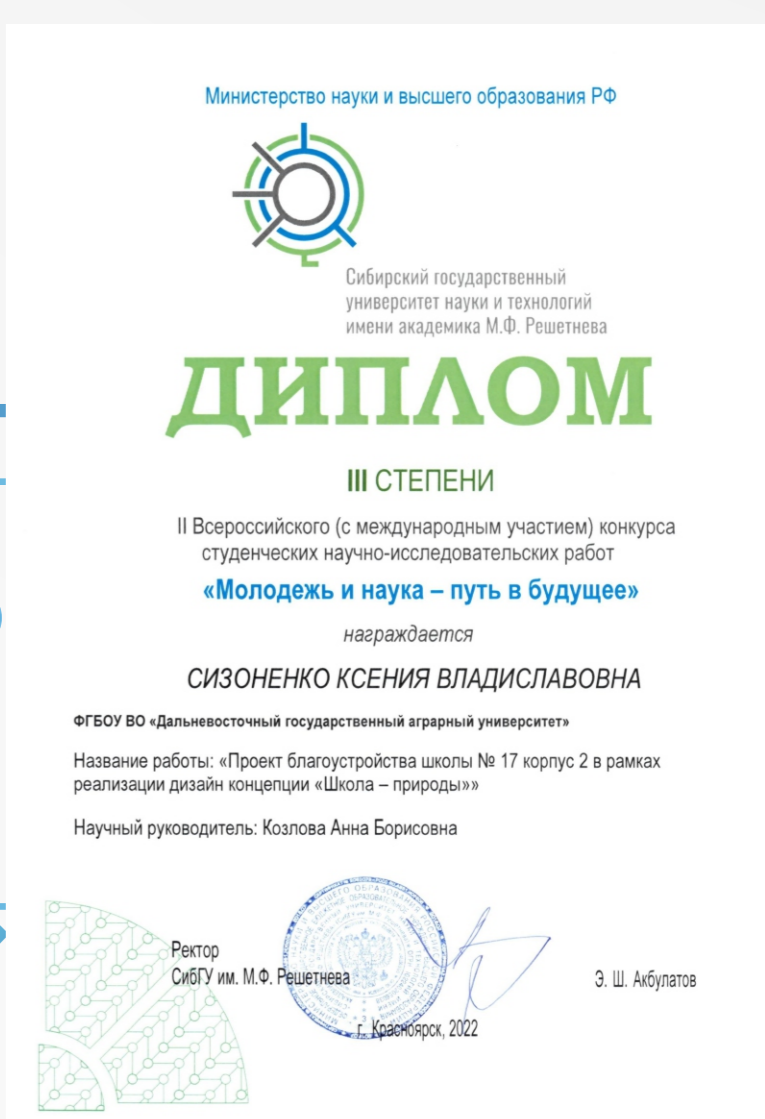 Министерство науки и высшего образования РФ
Сибирский государственный
университет науки и технологий
имени академика М.Ф. Решетнева
ДИПЛОМ
III СТЕПЕНИ
II Всероссийского (с международным участием) конкурса
студенческих научно-исследовательских работ
«Молодежь и наука – путь в будущее»
награждается
СИЗОНЕНКО КСЕНИЯ ВЛАДИСЛАВОВНА
ФГБОУ ВО «Дальневосточный государственный аграрный университет»
Название работы: «Проект благоустройства школы № 17 корпус 2 в рамках
реализации дизайн концепции «Школа – природы»»
Научный руководитель: Козлова Анна Борисовна
Ректор
СибГУ им. М.Ф. Решетнева
Э. Ш. Акбулатов
г. Красноярск, 2022